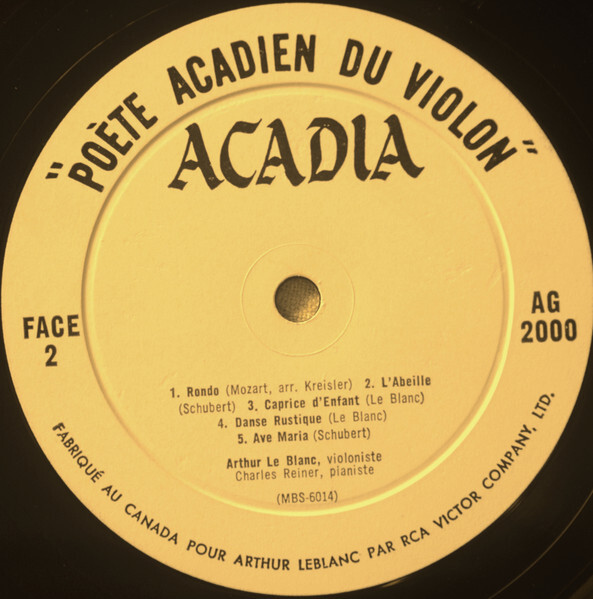 "POÈTE ACADIEN DU VIOLON"
ACADIA
FACE
2
AG
2000
1. Rondo (Mozart, arr. Kreisler) 2. L'Abeille
(Schubert) 3. Caprice d'Enfant (Le Blanc)
4. Danse Rustique (Le Blanc)
5. Ave Maria (Schubert)
Arthur Le Blanc, violoniste
Charles Reiner, pianiste
(MBS-6014)
FABRIQUÉ AU CANADA POUR ARTHUR LEBLANC PAR RCA VICTOR COMPANY, LTD.